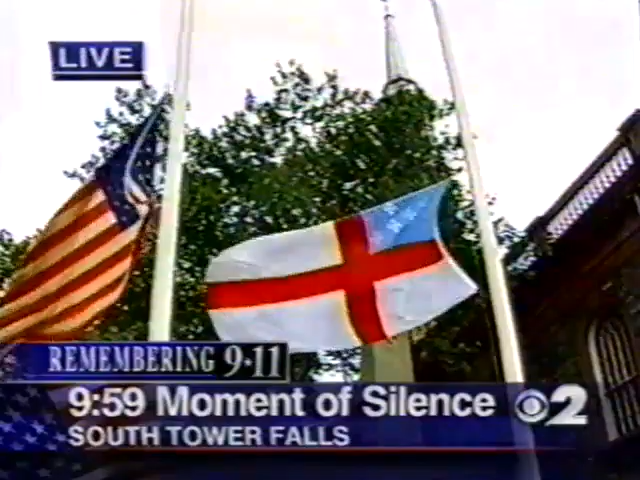 LIVE
REMEMBERING 9·11
9:59 Moment of Silence
2
SOUTH TOWER FALLS